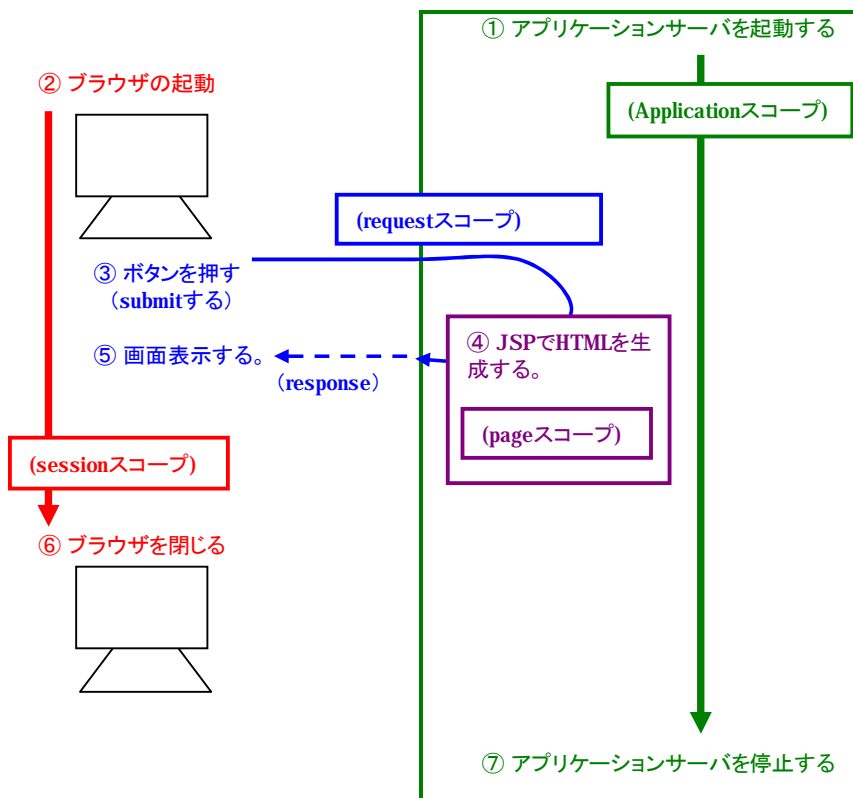 ① アプリケーションサーバを起動する
② ブラウザの起動
(Applicationスコープ)
(requestスコープ)
③ ボタンを押す
（submitする）
④ JSPでHTMLを生
成する。
⑤ 画面表示する。
（response）
(pageスコープ)
(sessionスコープ)
⑥ ブラウザを閉じる
⑦ アプリケーションサーバを停止する